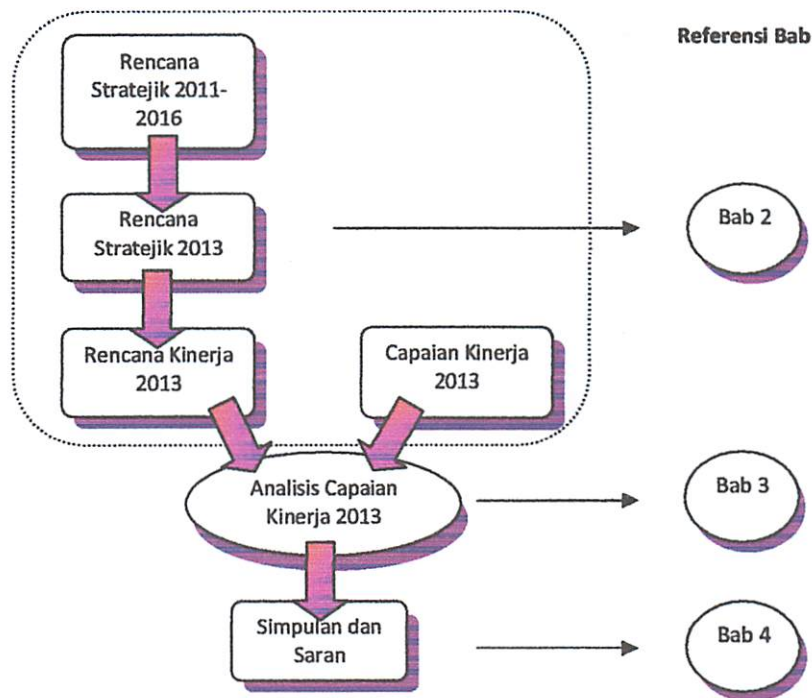 Referensi Bab
Rencana
Stratejik 2011-
2016
Rencana
Stratejik 2013
Bab 2
Rencana Kinerja
2013
Capaian Kinerja
2013
Analisis Capaian
Kinerja 2013
Bab 3
Simpulan dan
Saran
Bab 4